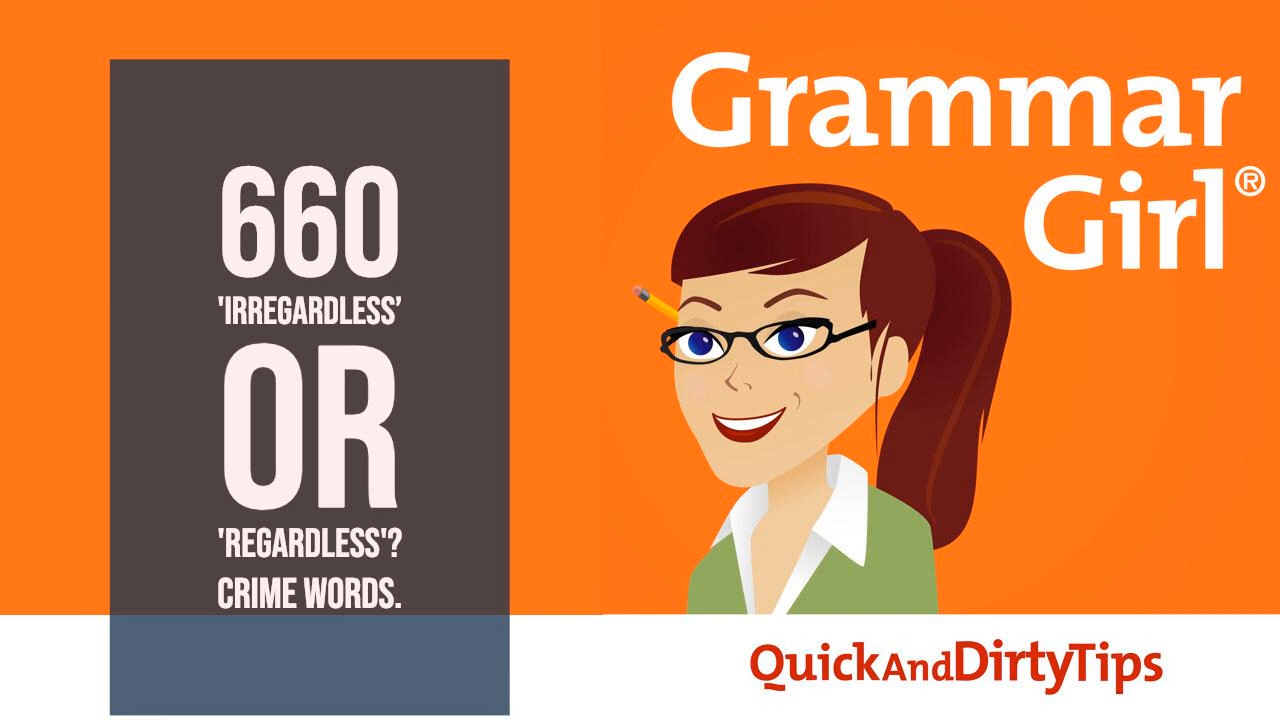 660
'IRREGARDLESS’
OR
'REGARDLESS'?
CRIME WORDS.
Grammar
Girl®
QuickAndDirtyTips